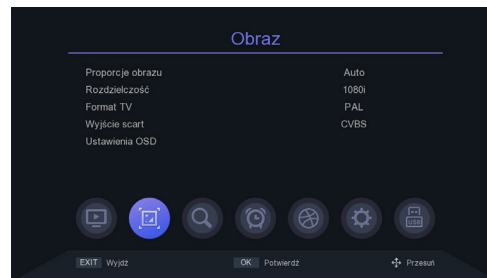 Obraz
Proporcje obrazu Auto
Rozdzielczość 1080i
Format TV PAL
Wyjście scart CVBS
Ustawienia OSD
USB
EXIT Wyjdź OK Potwierdź Przesuń